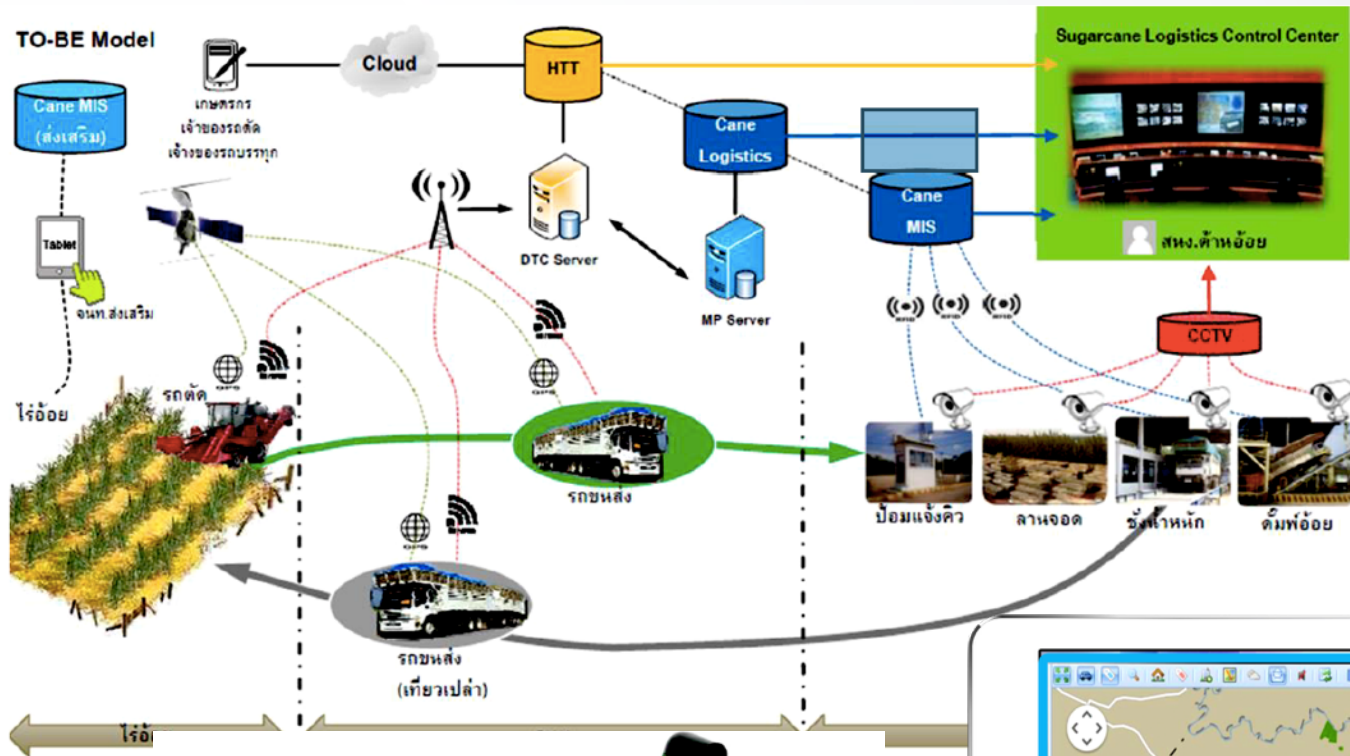 TO-BE Model
Cloud
HTT
Sugarcane Logistics Control Center
Cane MIS
(ส่งเสริม)
เกษตรกร
เจ้าของรถตัด
เจ้างของรถบรรทุก
Cane
Logistics
Cane
MIS
Tablet
จนท.ส่งเสริม
DTC Server
MP Server
สหง.ด้านอ้อย
CCTV
ไร่อ้อย
รถตัด
GPS
รถขนส่ง
ป้อมแจ้งคิว
ลานจอด
ชั่งน้ำหนัก
ดั๊มพ์อ้อย
GPS
รถขนส่ง
(เที่ยวเปล่า)